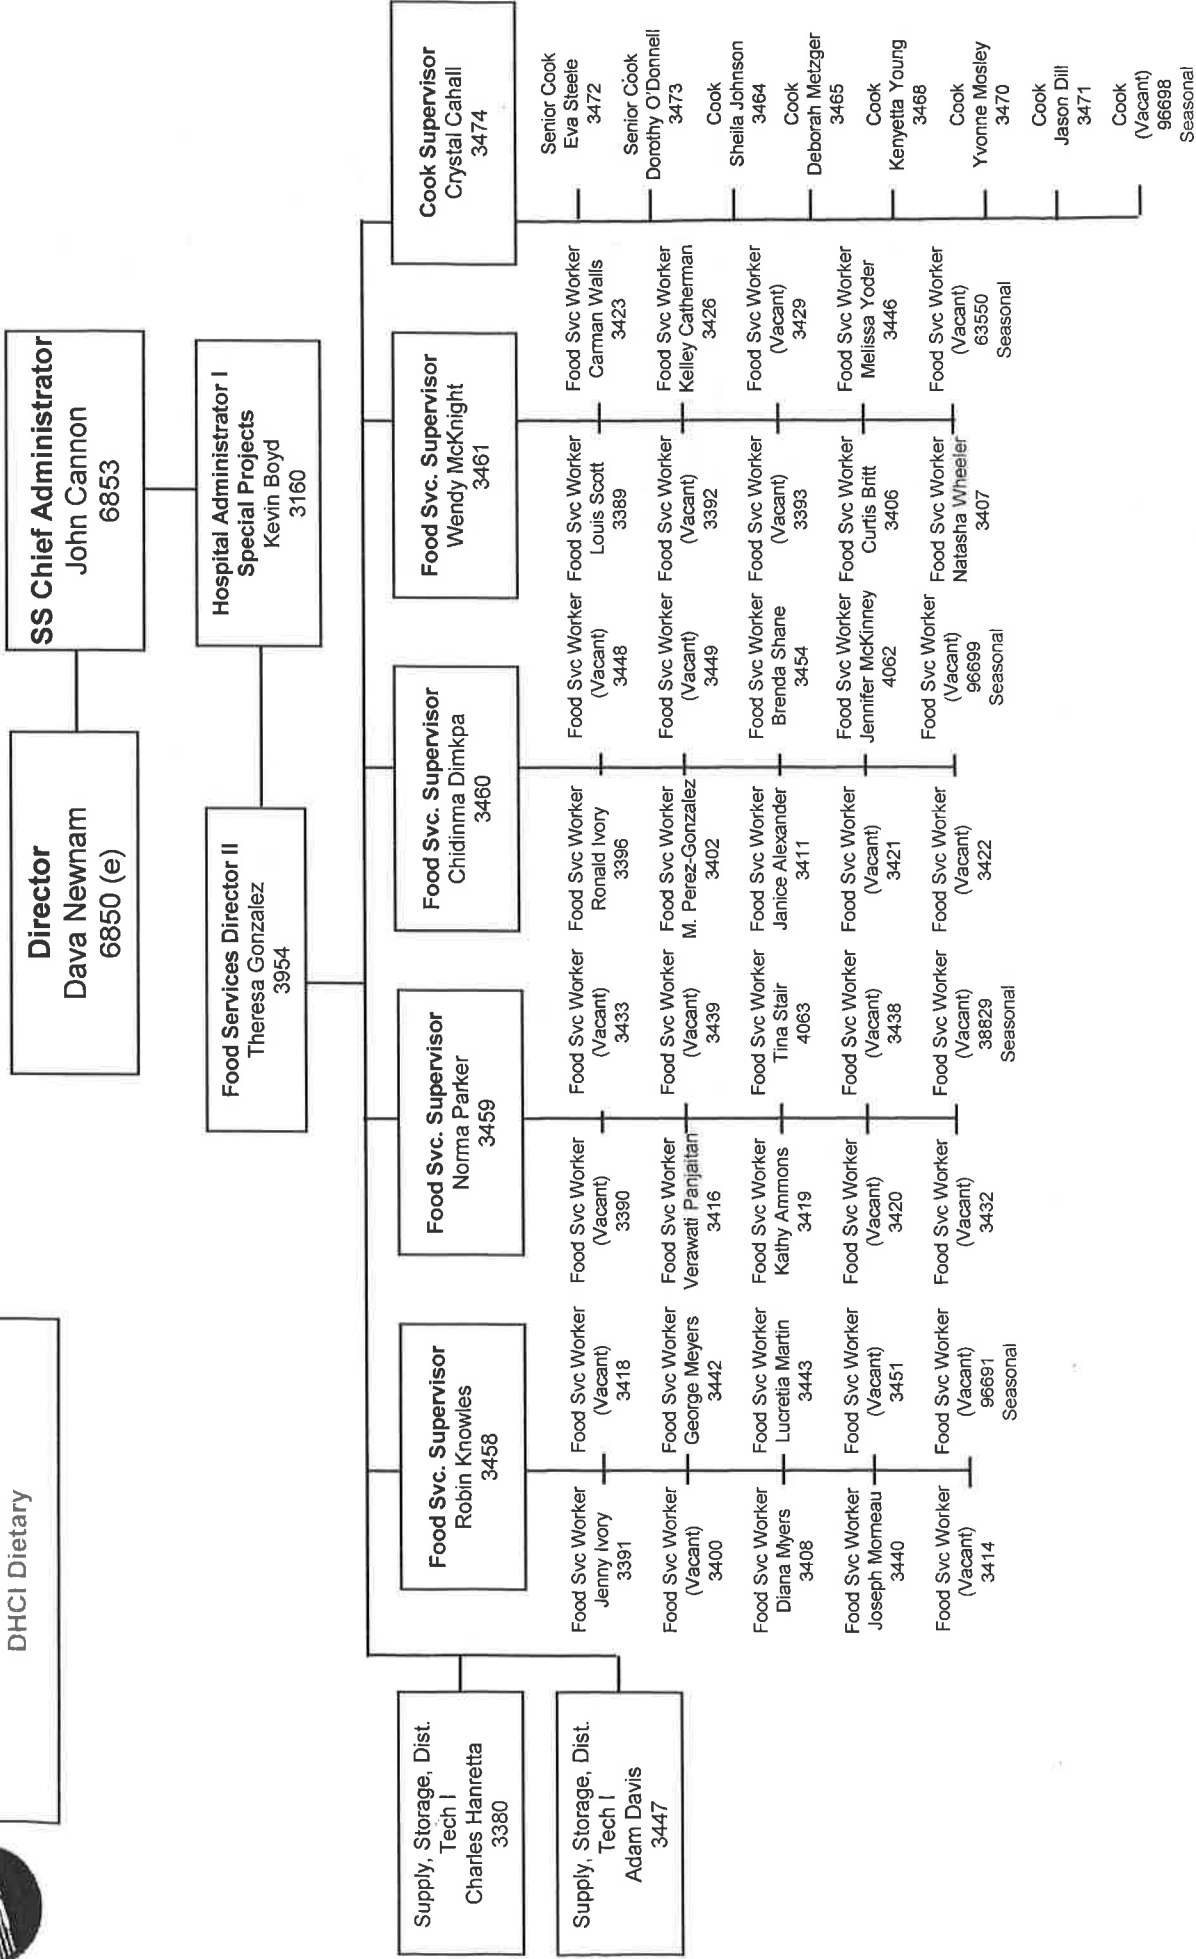 DHCI Dietary
Director
Dava Newnam
6850 (e)
SS Chief Administrator
John Cannon
6853
Hospital Administrator I
Special Projects
Kevin Boyd
3160
Food Services Director II
Theresa Gonzalez
3954
Supply, Storage, Dist.
Tech I
Charles Hanretta
3380
Supply, Storage, Dist.
Tech I
Adam Davis
3447
Food Svc. Supervisor
Robin Knowles
3458
Food Svc Worker
Jenny Ivory
3391
Food Svc Worker
(Vacant)
3400
Food Svc Worker
Diana Myers
3408
Food Svc Worker
Joseph Morneau
3440
Food Svc Worker
(Vacant)
3414
Food Svc Worker
(Vacant)
3418
Food Svc Worker
George Meyers
3442
Food Svc Worker
Lucretia Martin
3443
Food Svc Worker
(Vacant)
3451
Food Svc Worker
(Vacant)
96691
Seasonal
Food Svc. Supervisor
Norma Parker
3459
Food Svc Worker
(Vacant)
3390
Food Svc Worker
Verawati Panjaitan
3416
Food Svc Worker
Kathy Ammons
3419
Food Svc Worker
(Vacant)
3420
Food Svc Worker
(Vacant)
3432
Food Svc Worker
(Vacant)
3433
Food Svc Worker
(Vacant)
3439
Food Svc Worker
Tina Stair
4063
Food Svc Worker
(Vacant)
3438
Food Svc Worker
(Vacant)
38829
Seasonal
Food Svc. Supervisor
Chidinma Dimkpa
3460
Food Svc Worker
Ronald Ivory
3396
Food Svc Worker
M. Perez-Gonzalez
3402
Food Svc Worker
Janice Alexander
3411
Food Svc Worker
(Vacant)
3421
Food Svc Worker
(Vacant)
3422
Food Svc Worker
(Vacant)
3448
Food Svc Worker
(Vacant)
3449
Food Svc Worker
Brenda Shane
3454
Food Svc Worker
Jennifer McKinney
4062
Food Svc Worker
(Vacant)
96699
Seasonal
Food Svc. Supervisor
Wendy McKnight
3461
Food Svc Worker
Louis Scott
3389
Food Svc Worker
(Vacant)
3392
Food Svc Worker
(Vacant)
3393
Food Svc Worker
Curtis Britt
3406
Food Svc Worker
Natasha Wheeler
3407
Food Svc Worker
Carman Walls
3423
Food Svc Worker
Kelley Catherman
3426
Food Svc Worker
(Vacant)
3429
Food Svc Worker
Melissa Yoder
3446
Food Svc Worker
(Vacant)
63550
Seasonal
Cook Supervisor
Crystal Cahall
3474
Senior Cook
Eva Steele
3472
Senior Cook
Dorothy O'Donnell
3473
Cook
Sheila Johnson
3464
Cook
Deborah Metzger
3465
Cook
Kenyetta Young
3468
Cook
Yvonne Mosley
3470
Cook
Jason Dill
3471
Cook
(Vacant)
96698
Seasonal